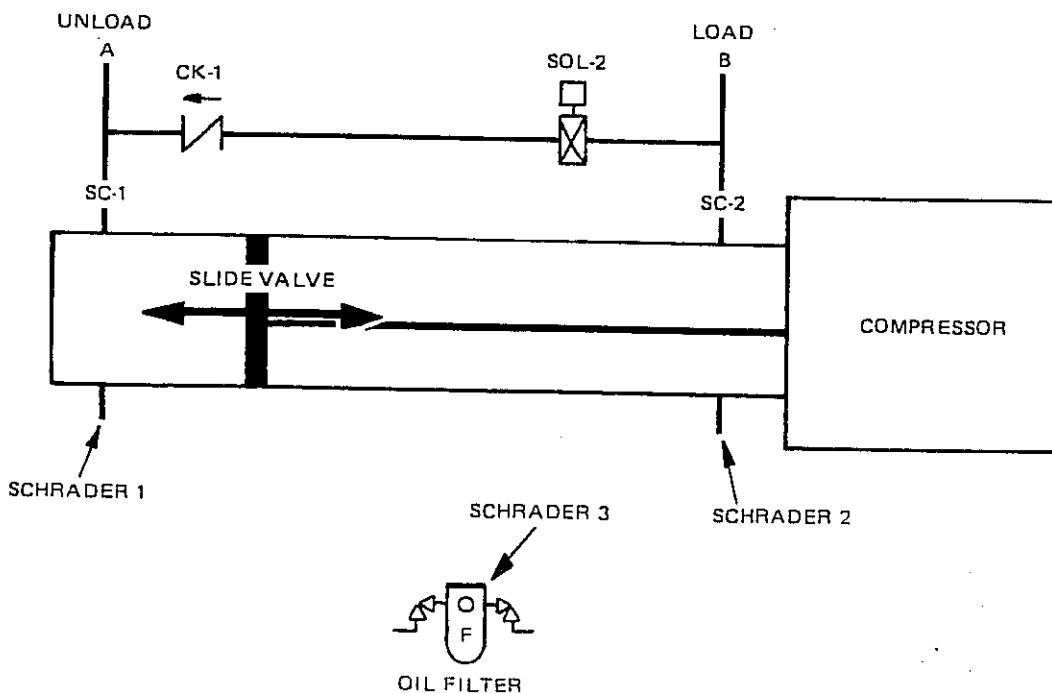 UNLOAD
A
LOAD
B
CK-1
SOL-2
SC-1
SC-2
SLIDE VALVE
COMPRESSOR
SCHRADER 1
SCHRADER 3
SCHRADER 2
O
F
OIL FILTER